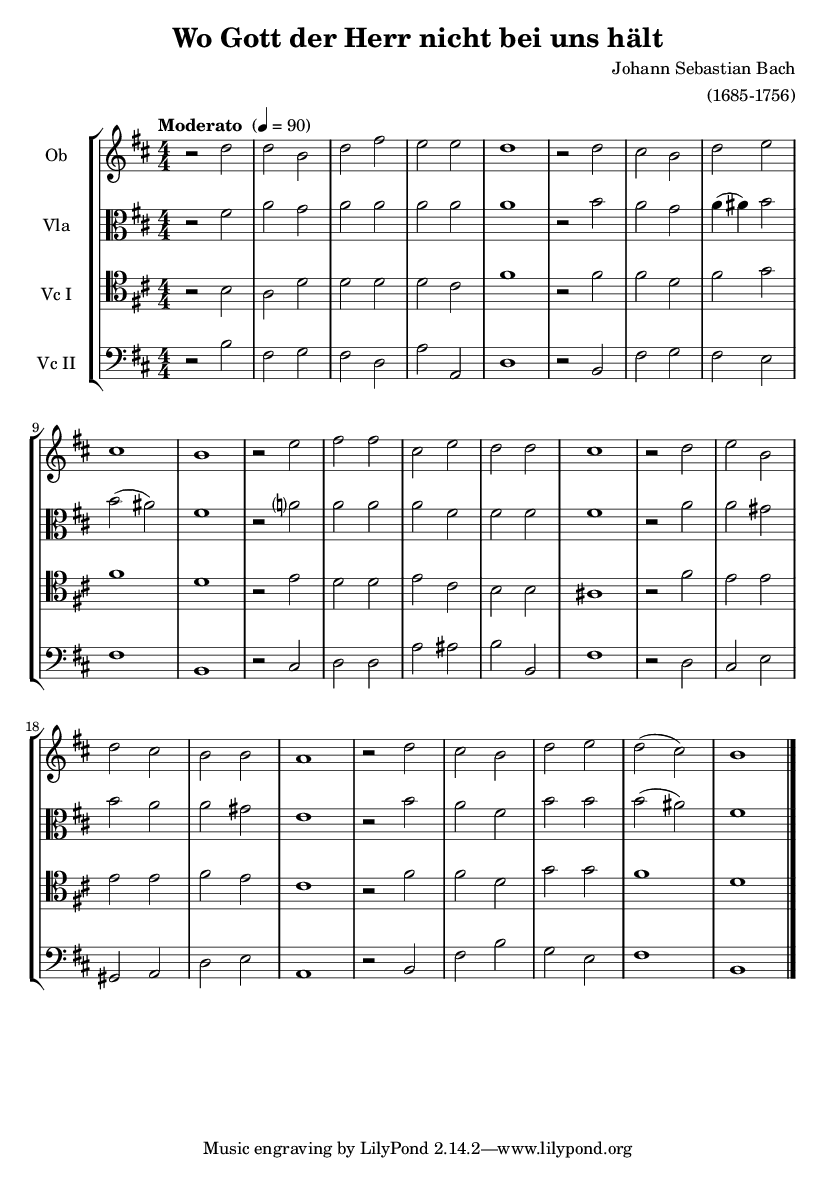 Wo Gott der Herr nicht bei uns hält
Johann Sebastian Bach
(1685-1756)
Moderato (♩ = 90)
Ob
Vla
Vc I
Vc II
9
18
Music engraving by LilyPond 2.14.2—www.lilypond.org